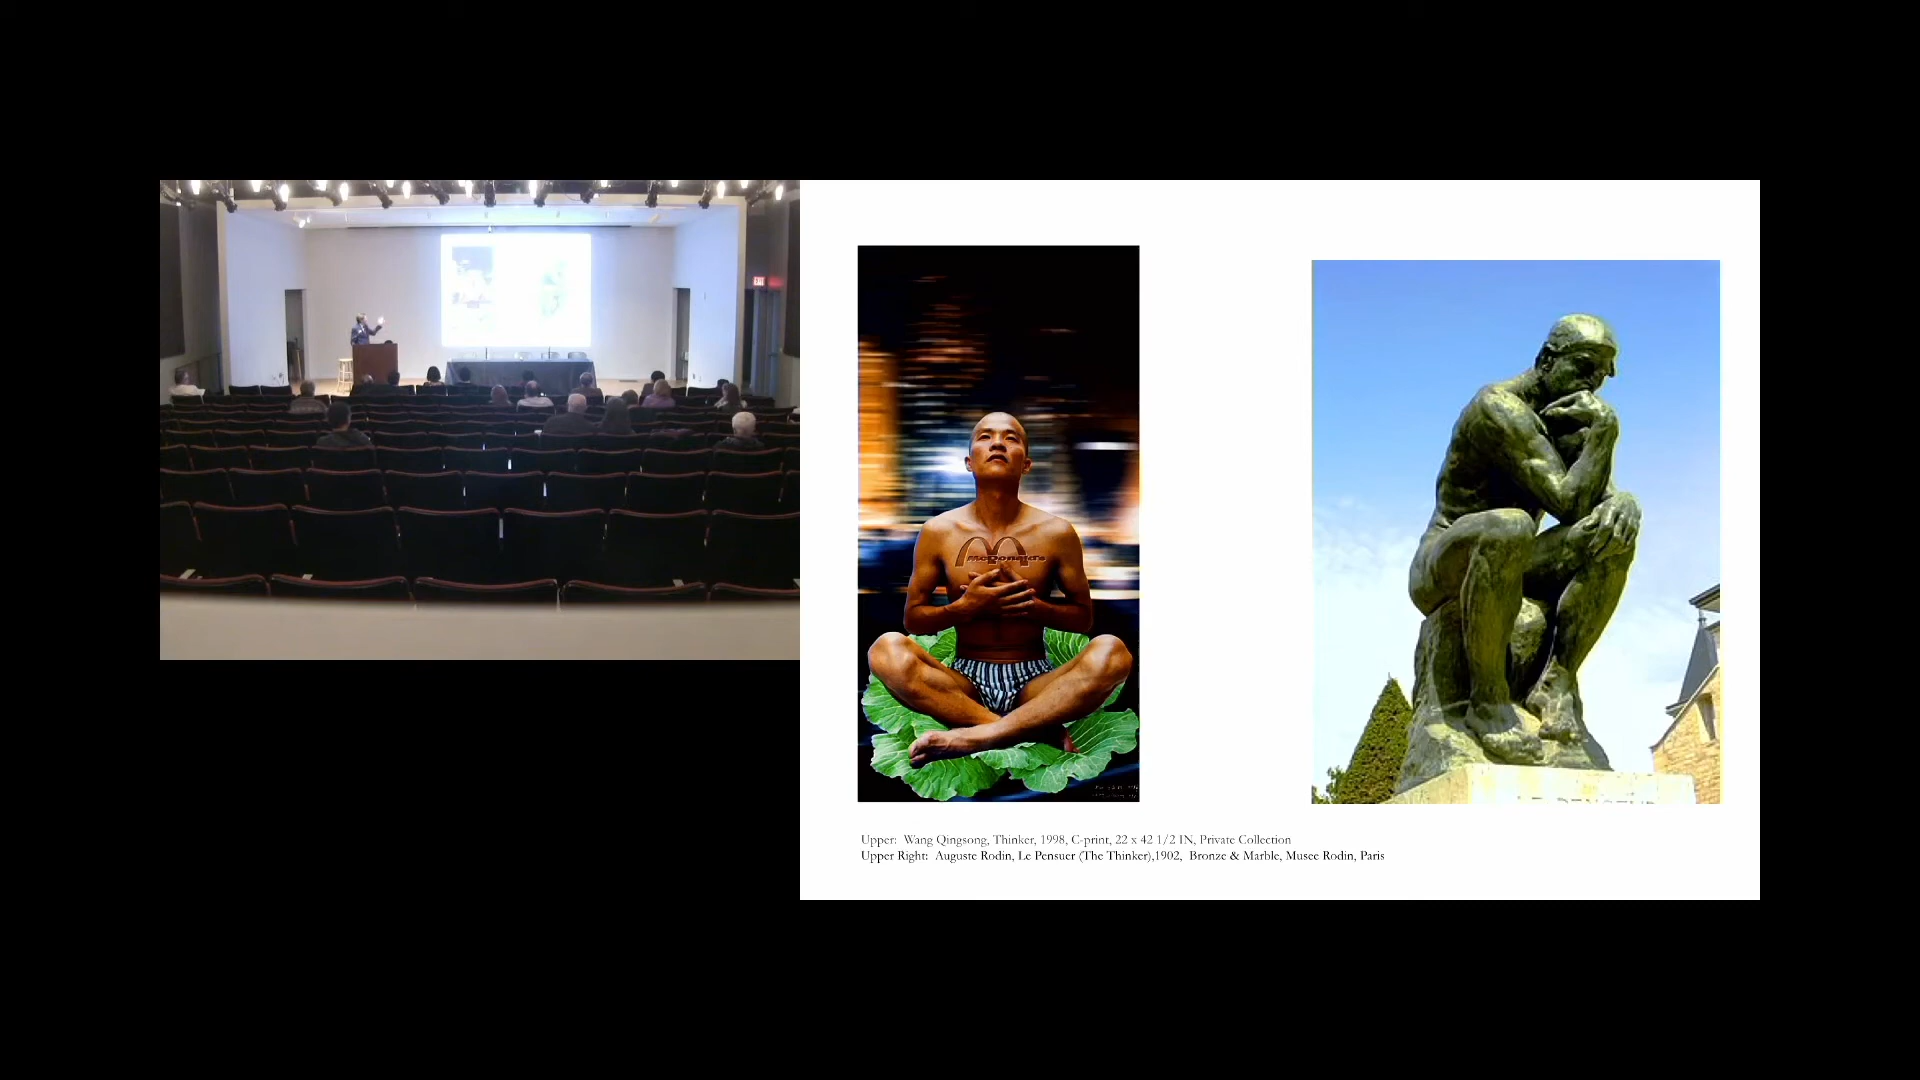 McDonald's
Upper: Wang Qingsong, Thinker, 1998, C-print, 22 x 42 1/2 IN, Private Collection
Upper Right: Auguste Rodin, Le Pensuer (The Thinker),1902, Bronze & Marble, Musee Rodin, Paris